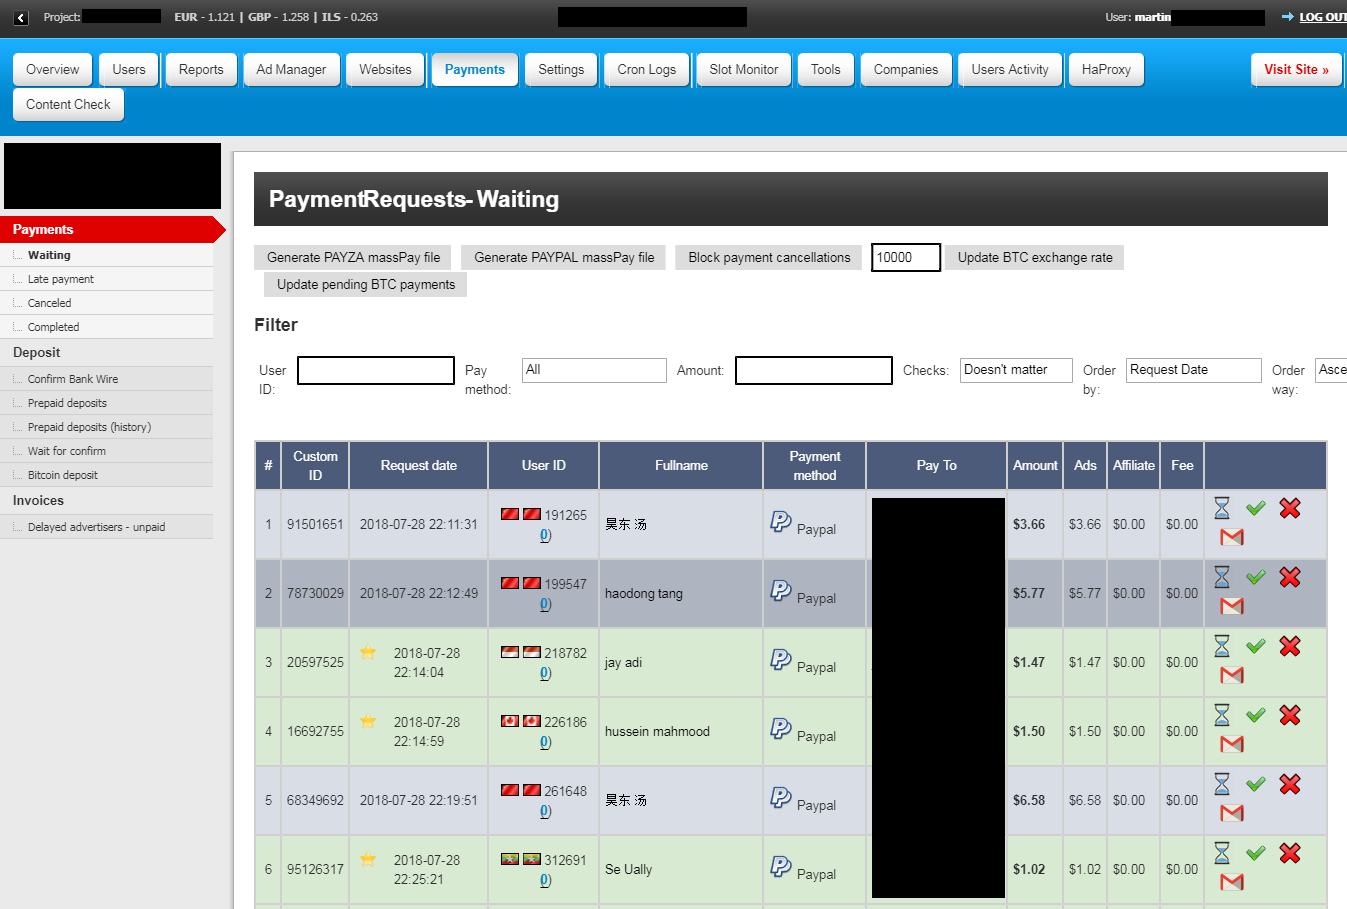 Project:
EUR - 1.121 | GBP - 1.258 | ILS - 0.263
User: martin
LOG OUT
Overview
Users
Reports
Ad Manager
Websites
Payments
Settings
Cron Logs
Slot Monitor
Tools
Companies
Users Activity
HaProxy
Visit Site »
Content Check
Payments
Waiting
Late payment
Canceled
Completed
Deposit
Confirm Bank Wire
Prepaid deposits
Prepaid deposits (history)
Wait for confirm
Bitcoin deposit
Invoices
Delayed advertisers - unpaid
PaymentRequests- Waiting
Generate PAYZA massPay file
Generate PAYPAL massPay file
Block payment cancellations
10000
Update BTC exchange rate
Update pending BTC payments
Filter
User ID:
Pay method: All
Amount:
Checks: Doesn't matter
Order by: Request Date
Order way: Asce
# Custom ID Request date User ID Fullname Payment method Pay To Amount Ads Affiliate Fee
1 91501651 2018-07-28 22:11:31 191265 0) 昊东 汤 Paypal $3.66 $3.66 $0.00 $0.00
2 78730029 2018-07-28 22:12:49 199547 0) haodong tang Paypal $5.77 $5.77 $0.00 $0.00
3 20597525 2018-07-28 22:14:04 218782 0) jay adi Paypal $1.47 $1.47 $0.00 $0.00
4 16692755 2018-07-28 22:14:59 226186 0) hussein mahmood Paypal $1.50 $1.50 $0.00 $0.00
5 68349692 2018-07-28 22:19:51 261648 0) 昊东 汤 Paypal $6.58 $6.58 $0.00 $0.00
6 95126317 2018-07-28 22:25:21 312691 0) Se Ually Paypal $1.02 $1.02 $0.00 $0.00